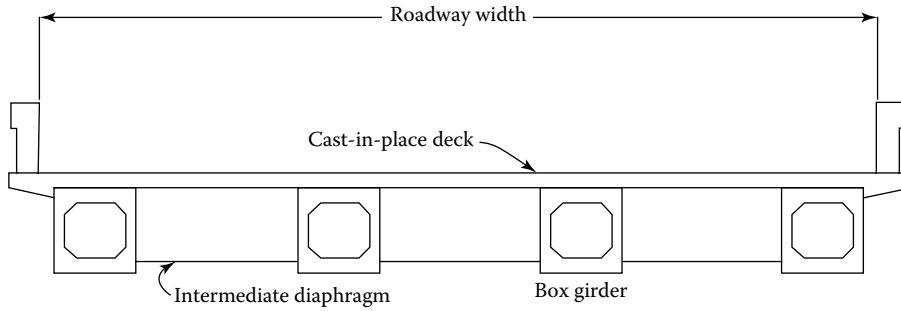 Roadway width
Cast-in-place deck
Intermediate diaphragm
Box girder